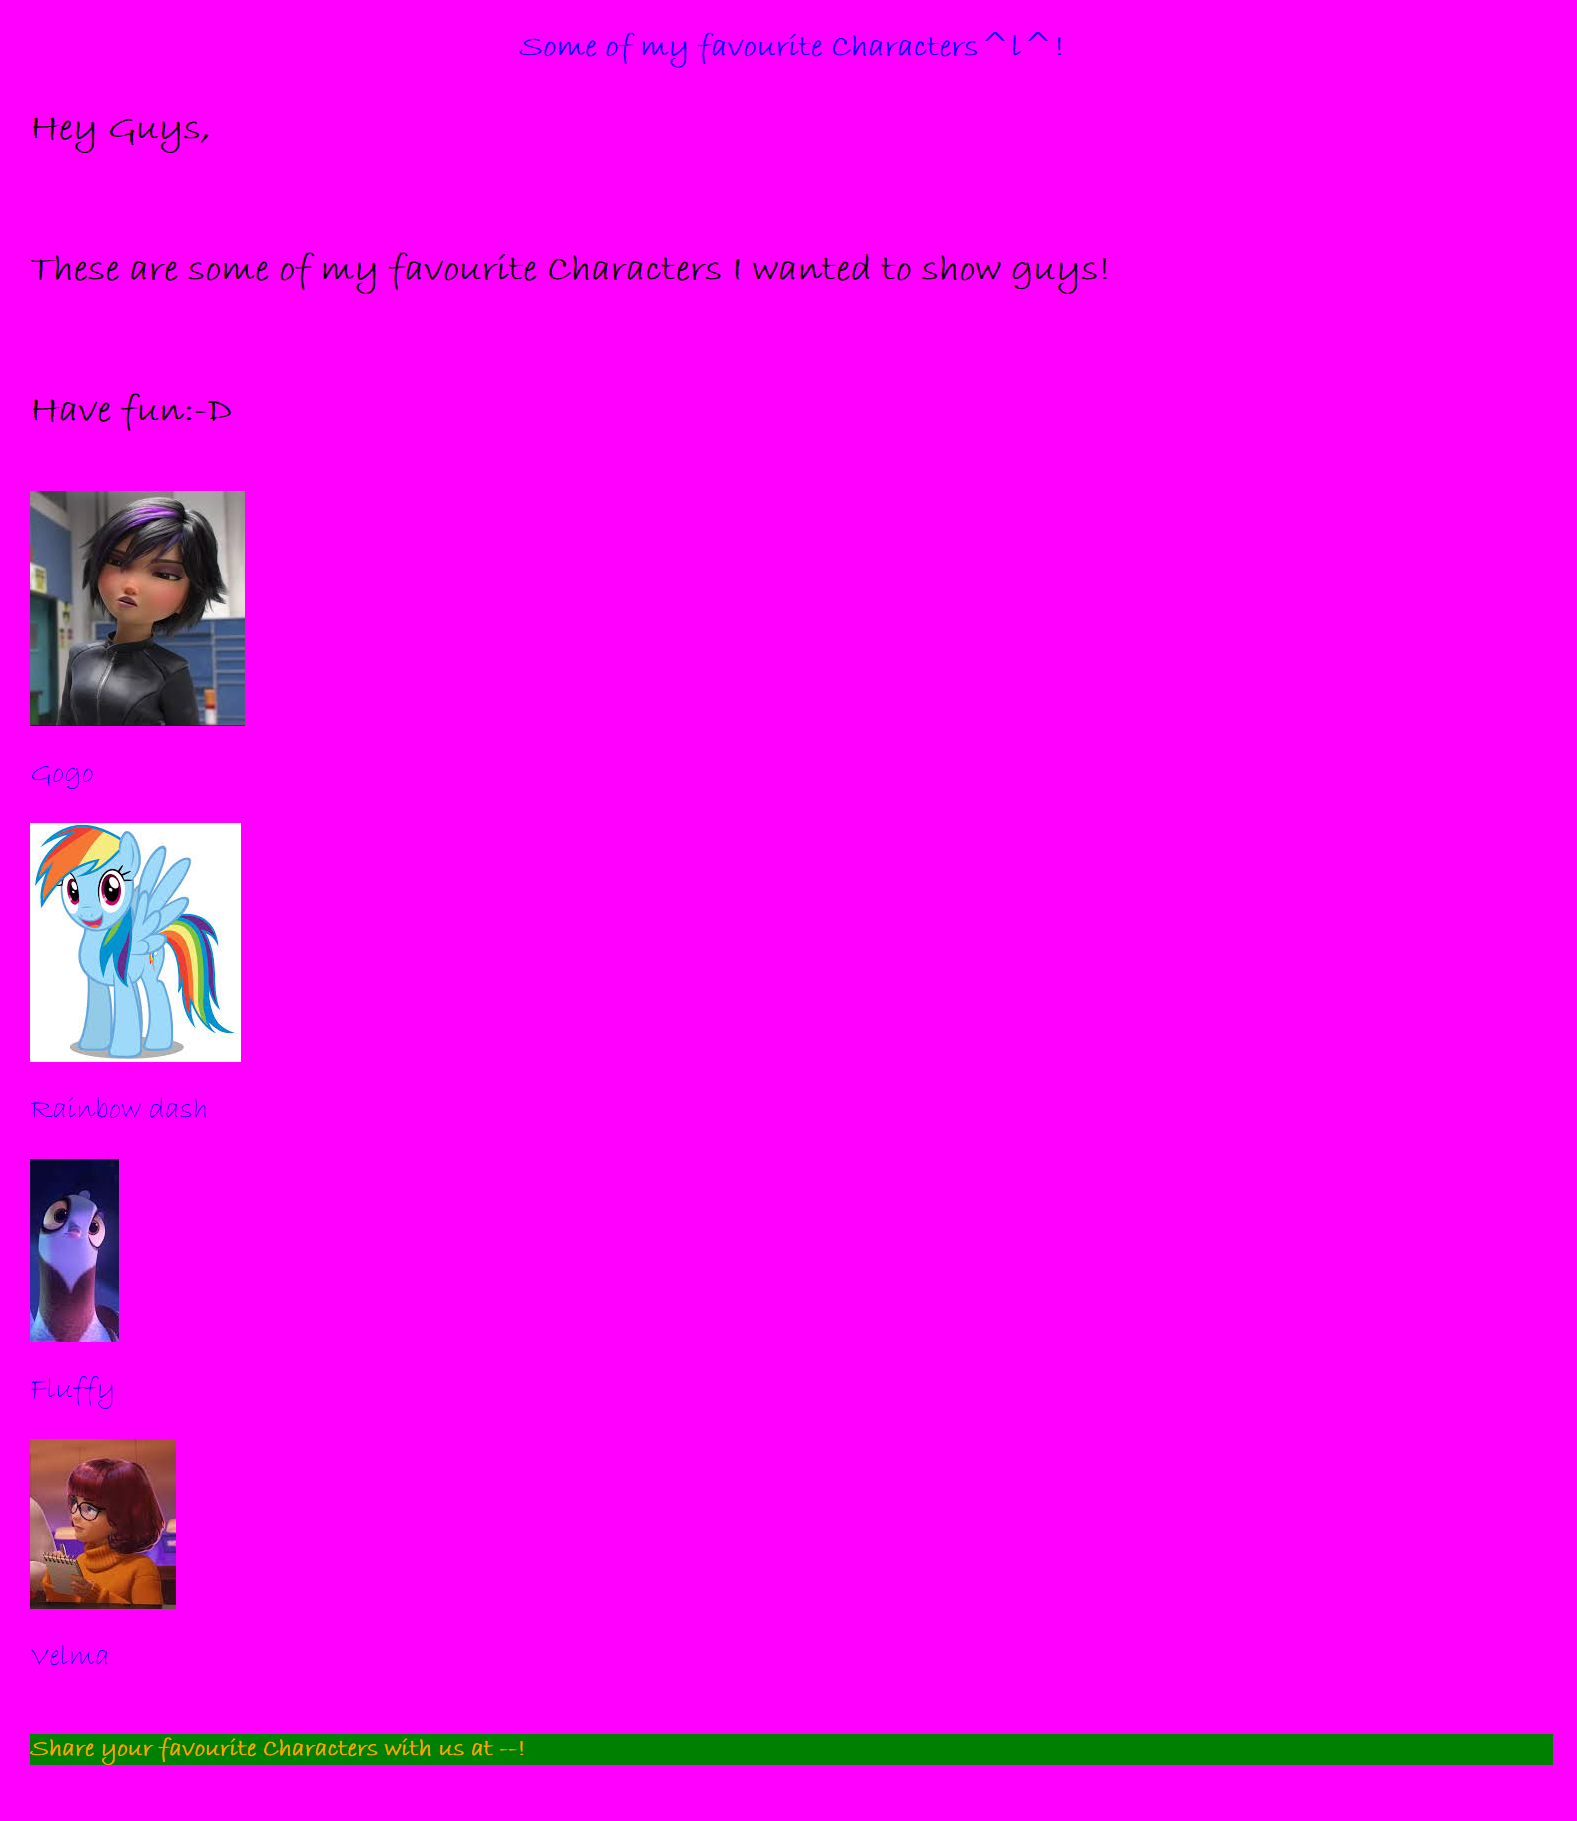 Some of my favourite Characters^l^!
Hey Guys,
These are some of my favourite Characters I wanted to show guys!
Have fun:-D
Gogo
Rainbow dash
Fluffy
Velma
Share your favourite Characters with us at --!